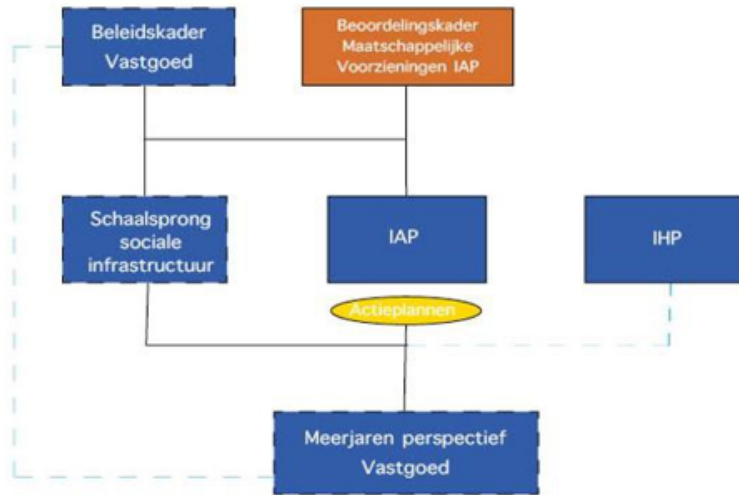 Beleidskader
Vastgoed
Beoordelingskader
Maatschappelijke
Voorzieningen IAP
Schaalsprong
sociale
infrastructuur
IAP
IHP
Actieplannen
Meerjaren perspectief
Vastgoed